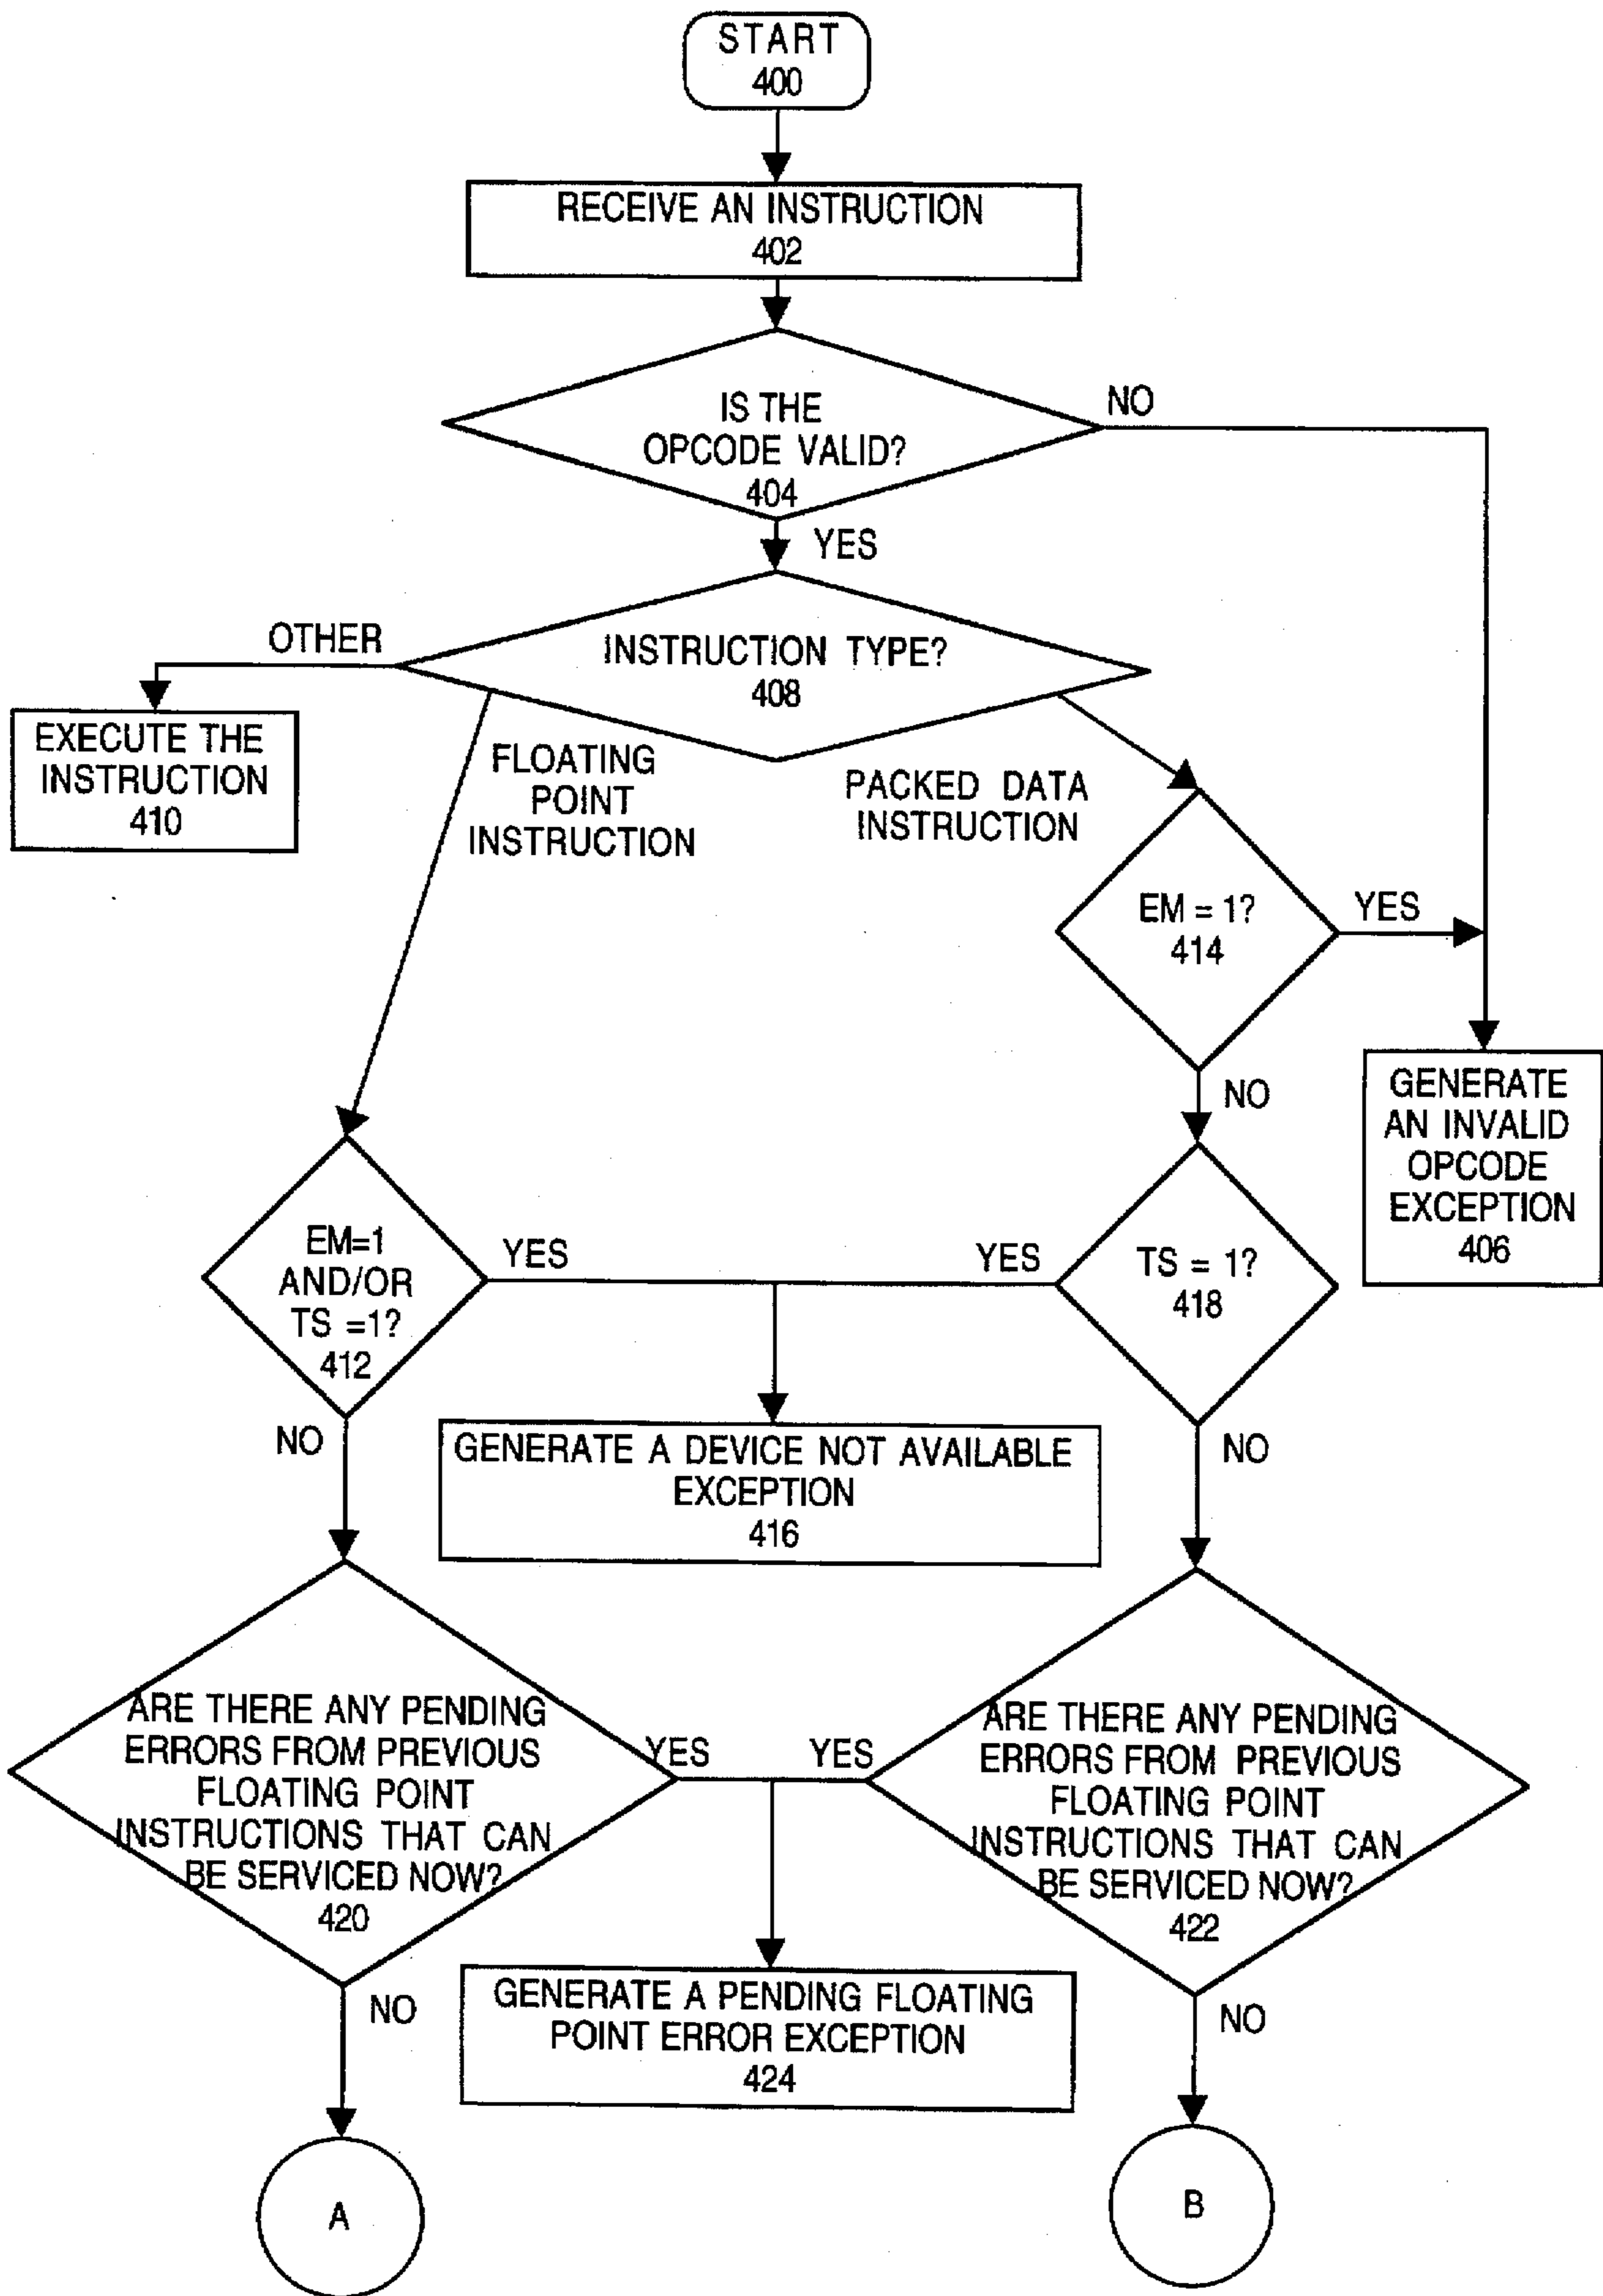 START
400
RECEIVE AN INSTRUCTION
402
IS THE
OPCODE VALID?
404
NO
YES
OTHER
INSTRUCTION TYPE?
408
EXECUTE THE
INSTRUCTION
410
FLOATING
POINT
INSTRUCTION
PACKED DATA
INSTRUCTION
EM = 1?
414
YES
NO
GENERATE
AN INVALID
OPCODE
EXCEPTION
406
EM=1
AND/OR
TS =1?
412
YES
YES
TS = 1?
418
NO
GENERATE A DEVICE NOT AVAILABLE
EXCEPTION
416
NO
ARE THERE ANY PENDING
ERRORS FROM PREVIOUS
FLOATING POINT
INSTRUCTIONS THAT CAN
BE SERVICED NOW?
420
YES
YES
ARE THERE ANY PENDING
ERRORS FROM PREVIOUS
FLOATING POINT
INSTRUCTIONS THAT CAN
BE SERVICED NOW?
422
NO
GENERATE A PENDING FLOATING
POINT ERROR EXCEPTION
424
NO
A
B